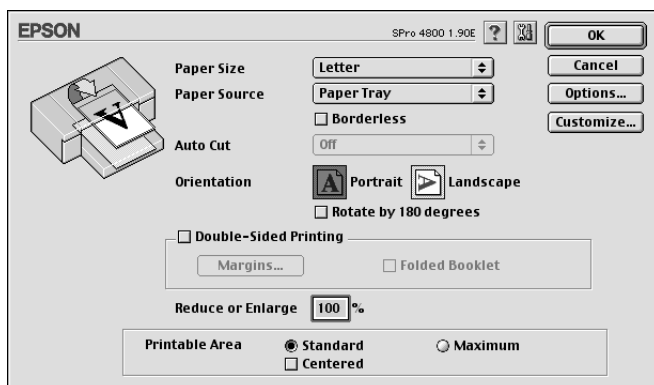 EPSON SPro 4800 1.90E ? OK
Paper Size Letter Cancel
Paper Source Paper Tray Options...
Borderless Customize...
Auto Cut Off
Orientation A Portrait A Landscape
Rotate by 180 degrees
Double-Sided Printing
Margins... Folded Booklet
Reduce or Enlarge 100 %
Printable Area Standard Maximum
Centered